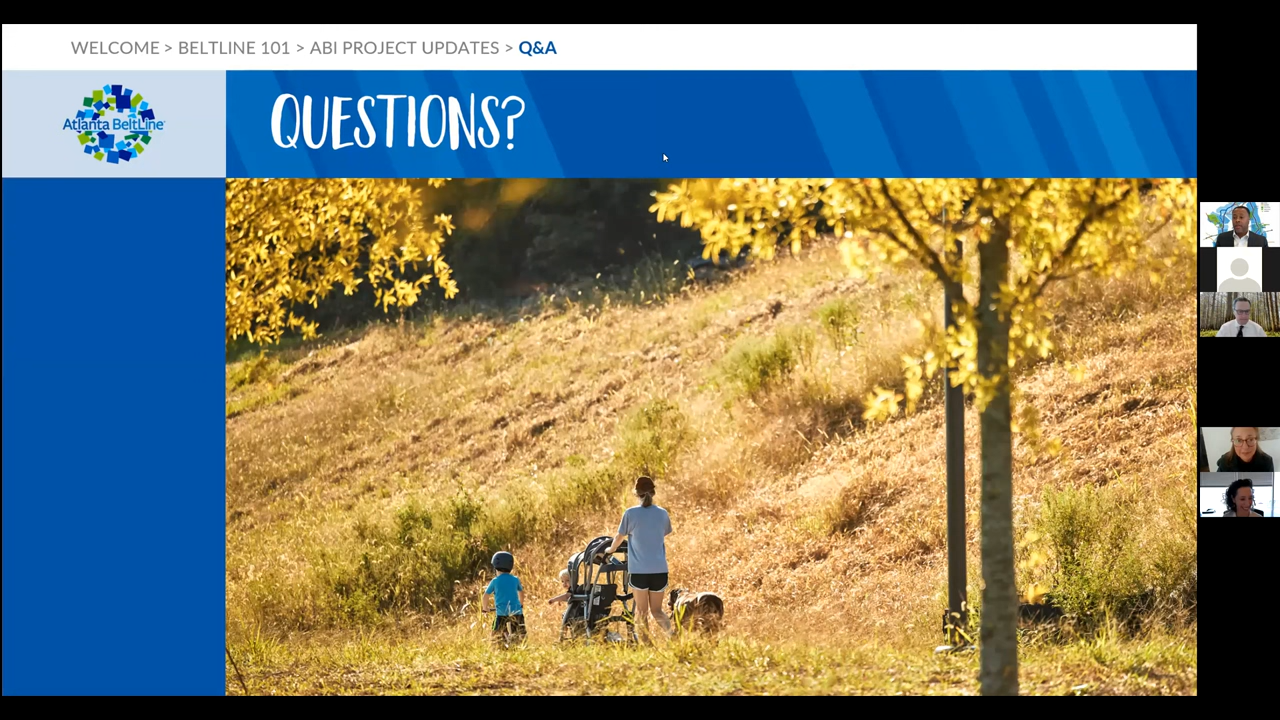 WELCOME > BELTLINE 101 > ABI PROJECT UPDATES > Q&A
Atlanta BeltLine
QUESTIONS?